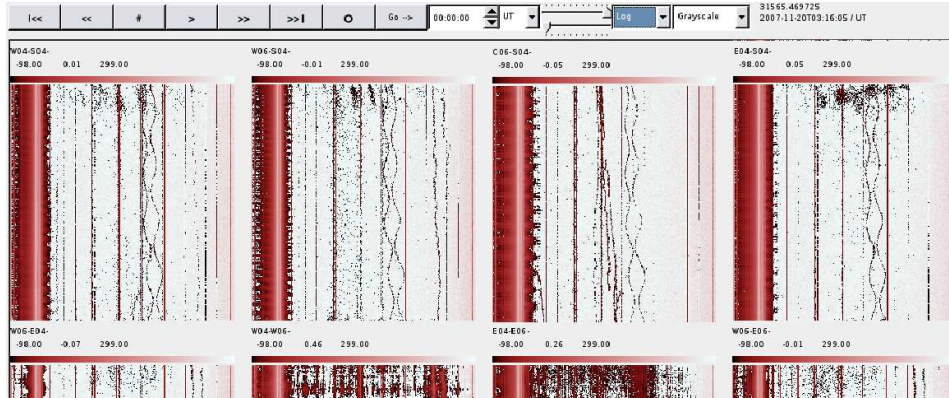 I<< << # > >> >>I O Go --> 00:00:00 UT Log Grayscale 31565.469725
2007-11-20T03:16:05 / UT
W04-S04- W06-S04- C06-S04- E04-S04-
-98.00 0.01 299.00 -98.00 -0.01 299.00 -98.00 -0.05 299.00 -98.00 0.05 299.00
W06-E04- W04-W06- E04-E06- W06-E06-
-98.00 -0.07 299.00 -98.00 0.46 299.00 -98.00 0.26 299.00 -98.00 -0.01 299.00